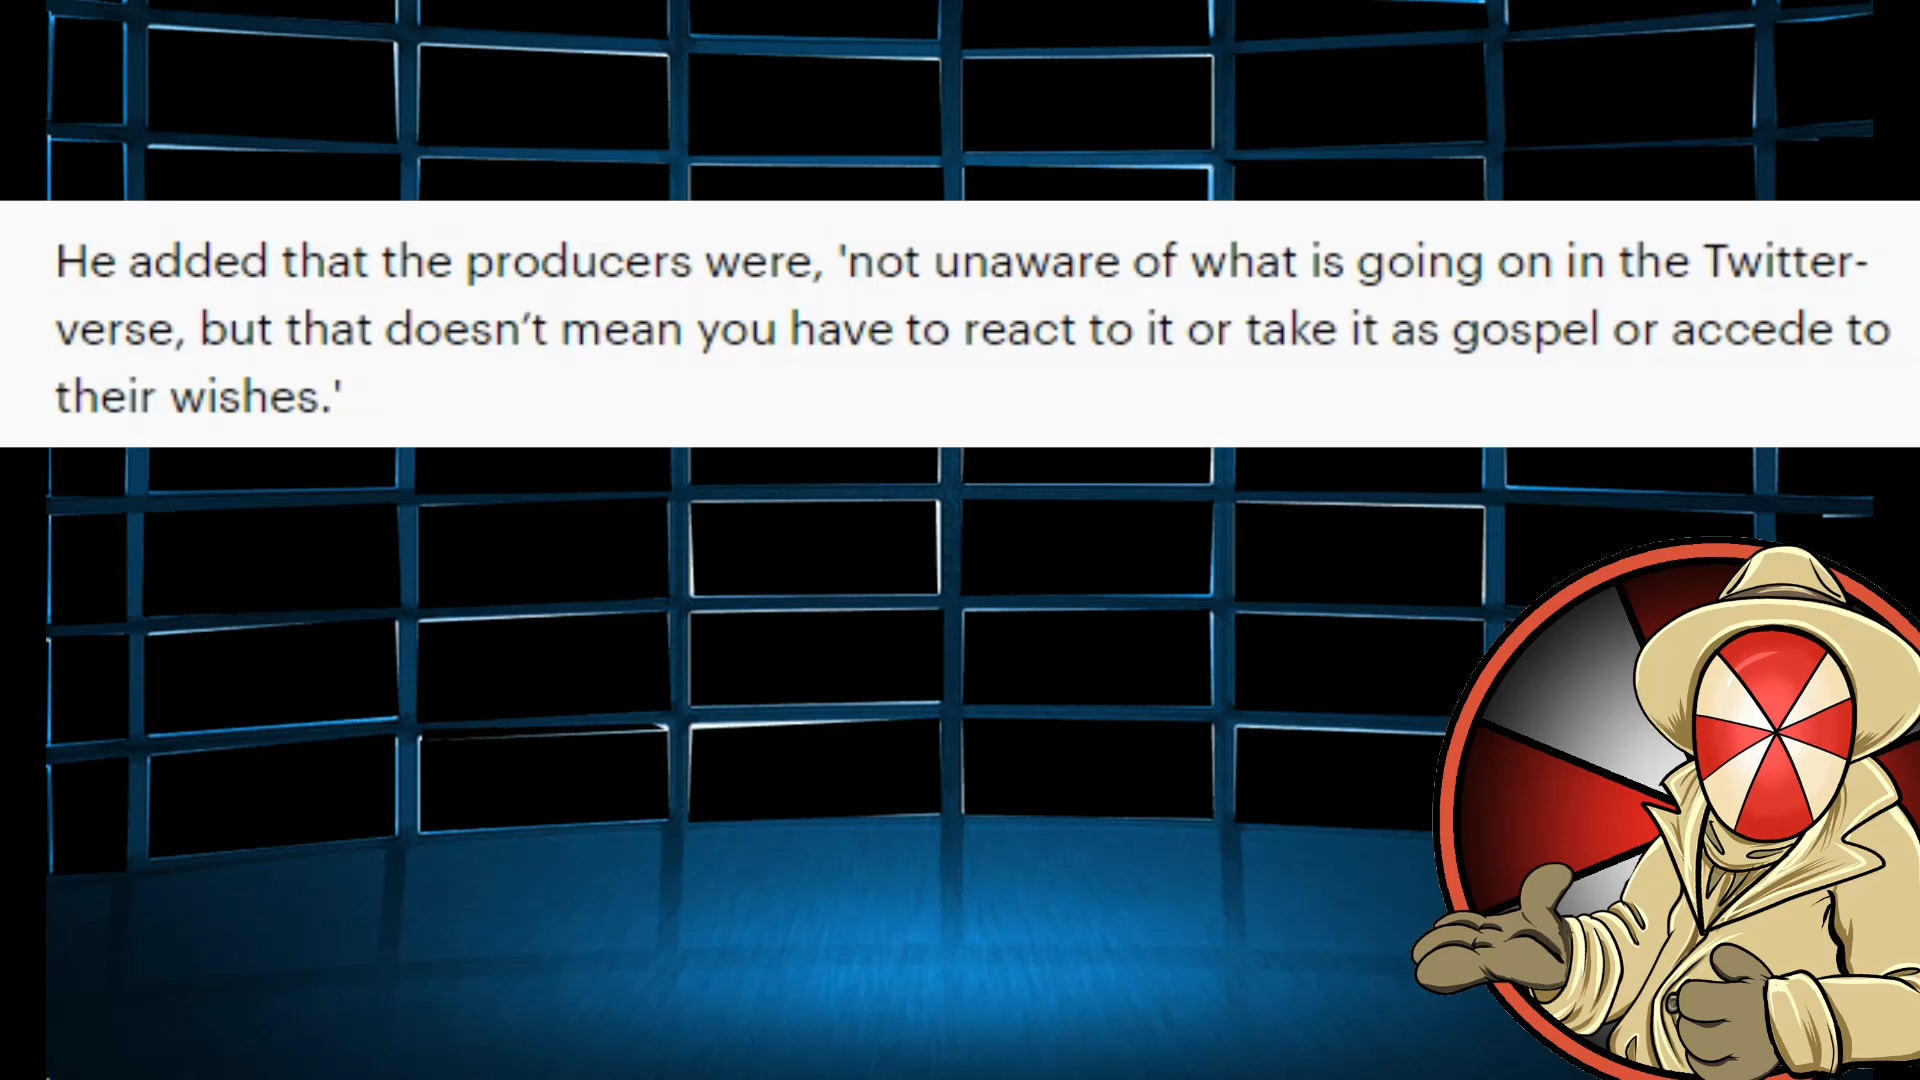 He added that the producers were, 'not unaware of what is going on in the Twitter-
verse, but that doesn’t mean you have to react to it or take it as gospel or accede to
their wishes.'